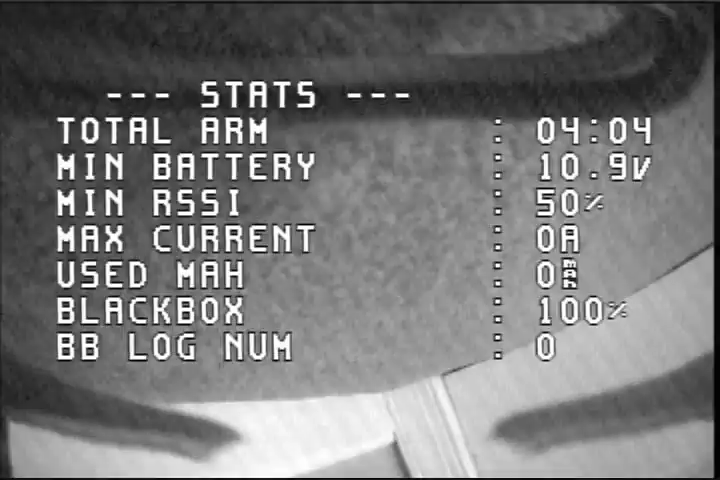 --- STATS ---
TOTAL ARM : 04:04
MIN BATTERY : 10.9V
MIN RSSI : 50%
MAX CURRENT : 0A
USED MAH : 0mAh
BLACKBOX : 100%
BB LOG NUM : 0